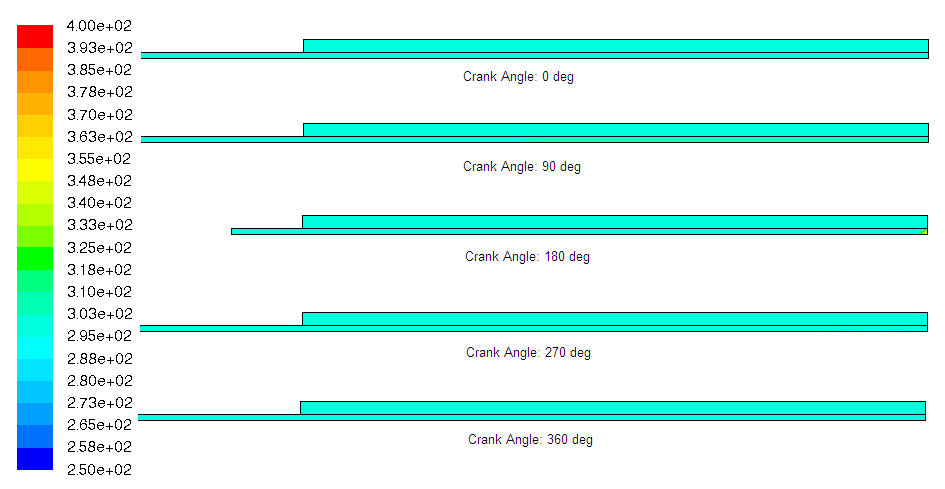 4.00e+02
3.93e+02
3.85e+02
3.78e+02
3.70e+02
3.63e+02
3.55e+02
3.48e+02
3.40e+02
3.33e+02
3.25e+02
3.18e+02
3.10e+02
3.03e+02
2.95e+02
2.88e+02
2.80e+02
2.73e+02
2.65e+02
2.58e+02
2.50e+02
Crank Angle: 0 deg
Crank Angle: 90 deg
Crank Angle: 180 deg
Crank Angle: 270 deg
Crank Angle: 360 deg